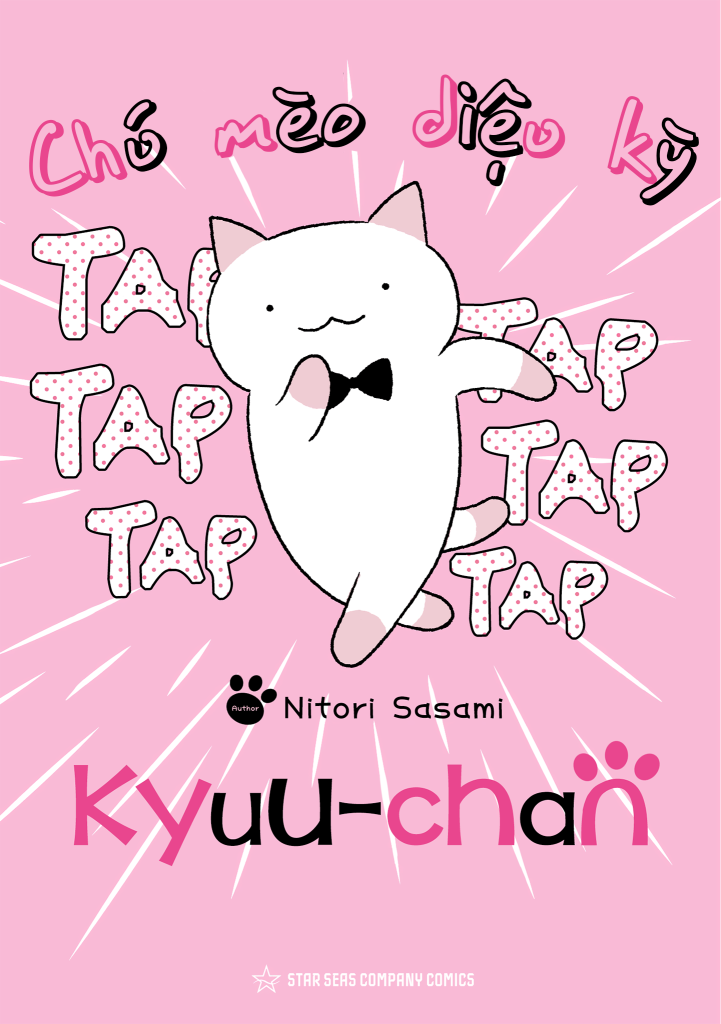 Chú mèo diệu kỳ
TAP
TAP
TAP
TAP
TAP
TAP
Author
Nitori Sasami
Kyuu-chan
STAR SEAS COMPANY COMICS